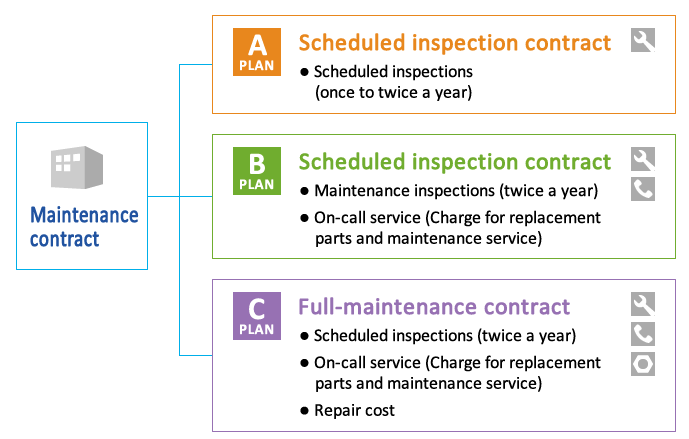 Maintenance
contract
A
PLAN
Scheduled inspection contract
● Scheduled inspections
(once to twice a year)
B
PLAN
Scheduled inspection contract
● Maintenance inspections (twice a year)
● On-call service (Charge for replacement
parts and maintenance service)
C
PLAN
Full-maintenance contract
● Scheduled inspections (twice a year)
● On-call service (Charge for replacement
parts and maintenance service)
● Repair cost